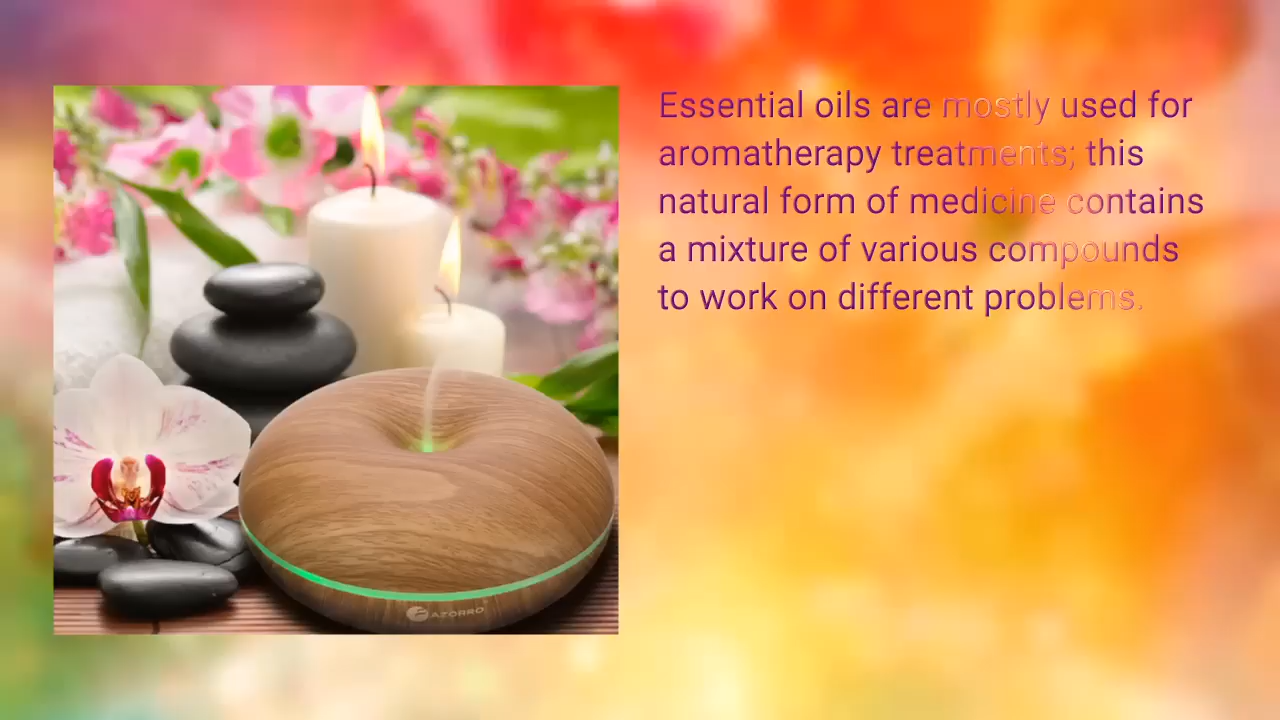 Essential oils are mostly used for
aromatherapy treatments; this
natural form of medicine contains
a mixture of various compounds
to work on different problems.
AZORRO